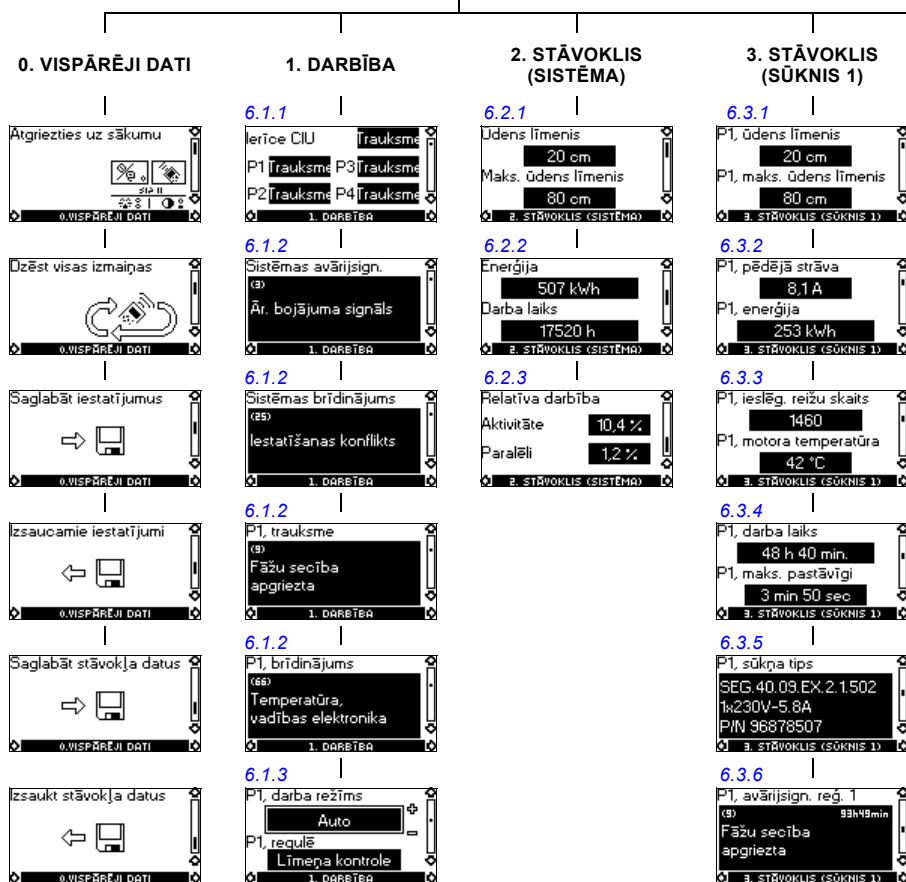 0. VISPĀRĒJI DATI
Atgriezties uz sākumu
0.VISPĀRĒJI DATI
Dzēst visas izmaiņas
0.VISPĀRĒJI DATI
Saglabāt iestatījumus
0.VISPĀRĒJI DATI
Izsaucamie iestatījumi
0.VISPĀRĒJI DATI
Saglabāt stāvokļa datus
0.VISPĀRĒJI DATI
Izsaukt stāvokļa datus
0.VISPĀRĒJI DATI
1. DARBĪBA
6.1.1
Ierīce CIU Trauksme
P1 Trauksme P3 Trauksme
P2 Trauksme P4 Trauksme
1. DARBĪBA
6.1.2
Sistēmas avārijsign.
(3)
Ār. bojājuma signāls
1. DARBĪBA
6.1.2
Sistēmas brīdinājums
(25)
Iestatīšanas konflikts
1. DARBĪBA
6.1.2
P1, trauksme
(9)
Fāžu secība
apgriezta
1. DARBĪBA
6.1.2
P1, brīdinājums
(66)
Temperatūra,
vadības elektronika
1. DARBĪBA
6.1.3
P1, darba režīms
Auto
P1, regulē
Līmeņa kontrole
1. DARBĪBA
2. STĀVOKLIS
(SISTĒMA)
6.2.1
Ūdens līmenis
20 cm
Maks. ūdens līmenis
80 cm
2. STĀVOKLIS (SISTĒMA)
6.2.2
Enerģija
507 kWh
Darba laiks
17520 h
2. STĀVOKLIS (SISTĒMA)
6.2.3
Relatīva darbība
Aktivitāte 10,4 %
Paralēli 1,2 %
2. STĀVOKLIS (SISTĒMA)
3. STĀVOKLIS
(SŪKNIS 1)
6.3.1
P1, ūdens līmenis
20 cm
P1, maks. ūdens līmenis
80 cm
3. STĀVOKLIS (SŪKNIS 1)
6.3.2
P1, pēdējā strāva
8,1 A
P1, enerģija
253 kWh
3. STĀVOKLIS (SŪKNIS 1)
6.3.3
P1, ieslēg. reižu skaits
1460
P1, motora temperatūra
42 °C
3. STĀVOKLIS (SŪKNIS 1)
6.3.4
P1, darba laiks
48 h 40 min.
P1, maks. pastāvīgi
3 min 50 sec
3. STĀVOKLIS (SŪKNIS 1)
6.3.5
P1, sūkņa tips
SEG.40.09.EX.2.1.502
1x230V-5.8A
P/N 96878507
3. STĀVOKLIS (SŪKNIS 1)
6.3.6
P1, avārijsign. reģ. 1
(9) 93h49min
Fāžu secība
apgriezta
3. STĀVOKLIS (SŪKNIS 1)